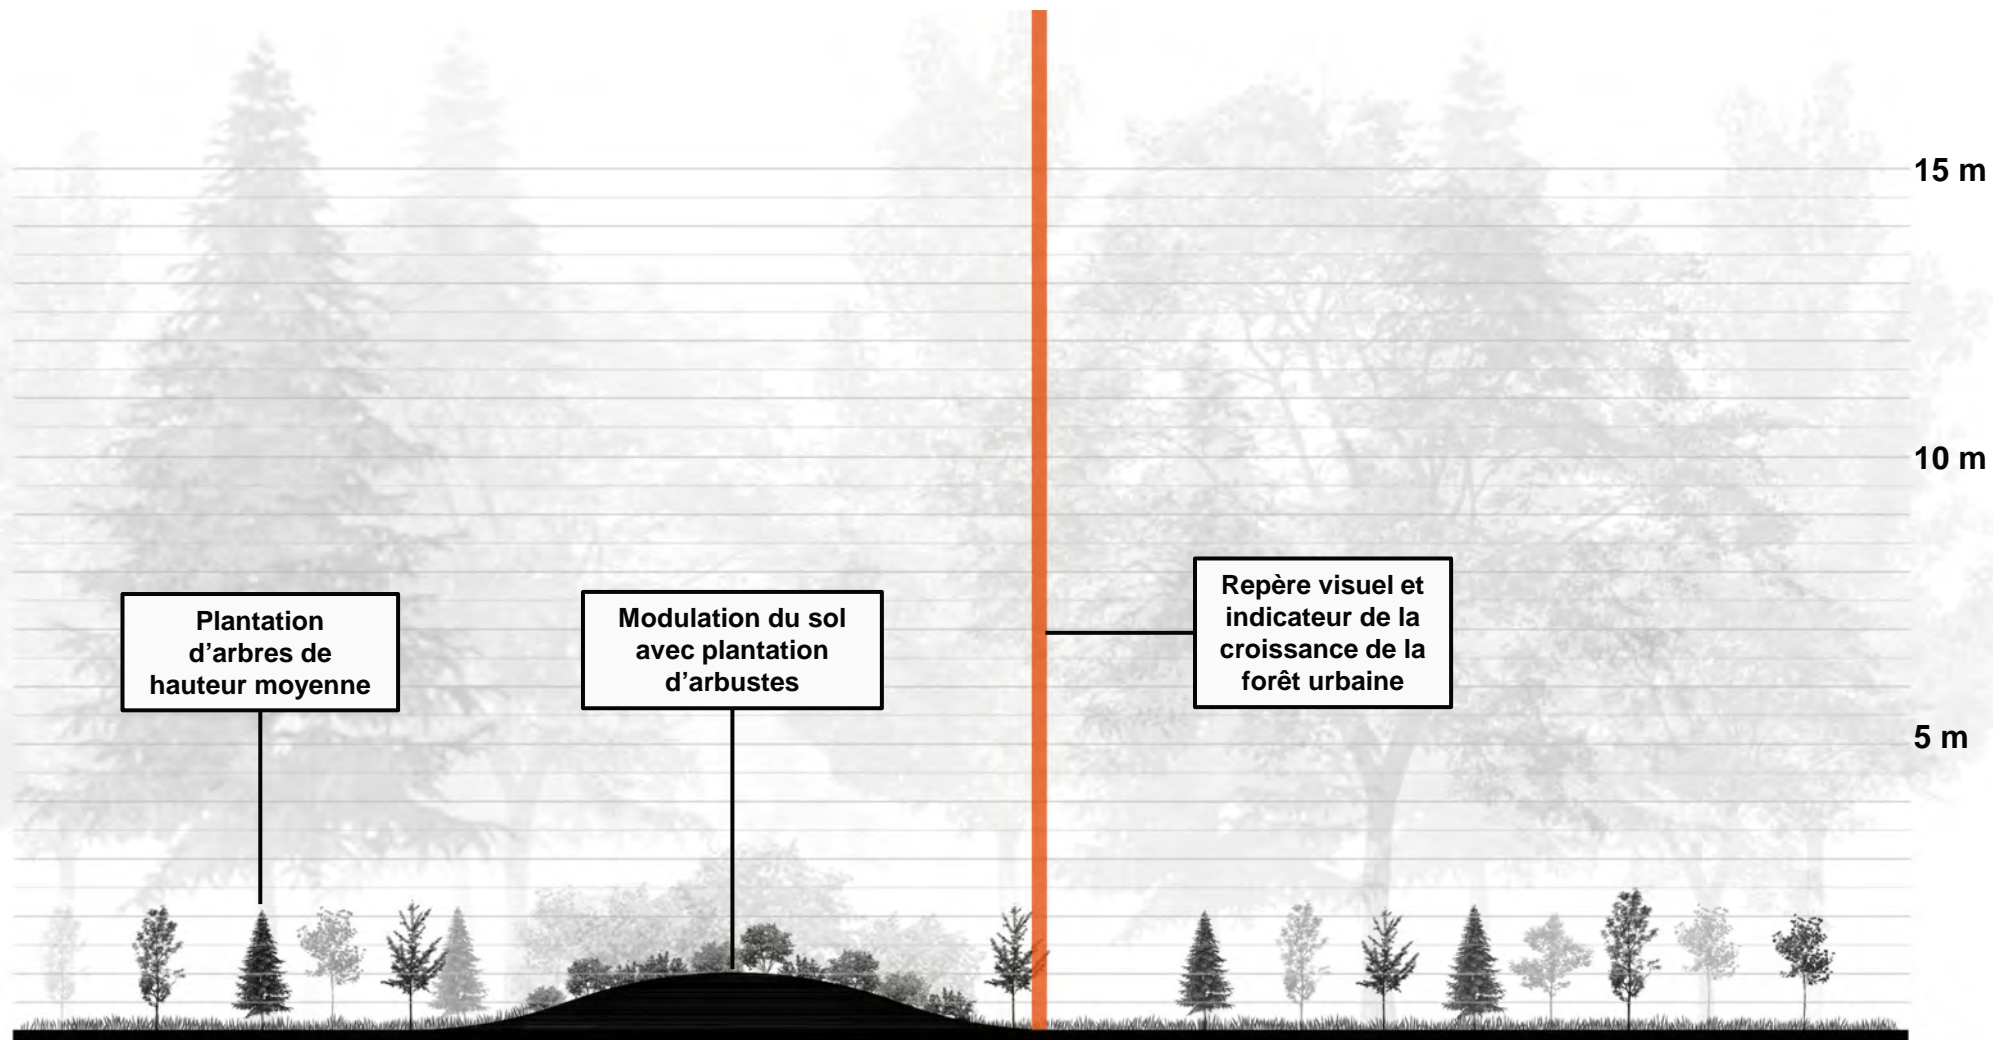 15 m
10 m
Repère visuel et
indicateur de la
croissance de la
forêt urbaine
Plantation
d’arbres de
hauteur moyenne
Modulation du sol
avec plantation
d’arbustes
5 m